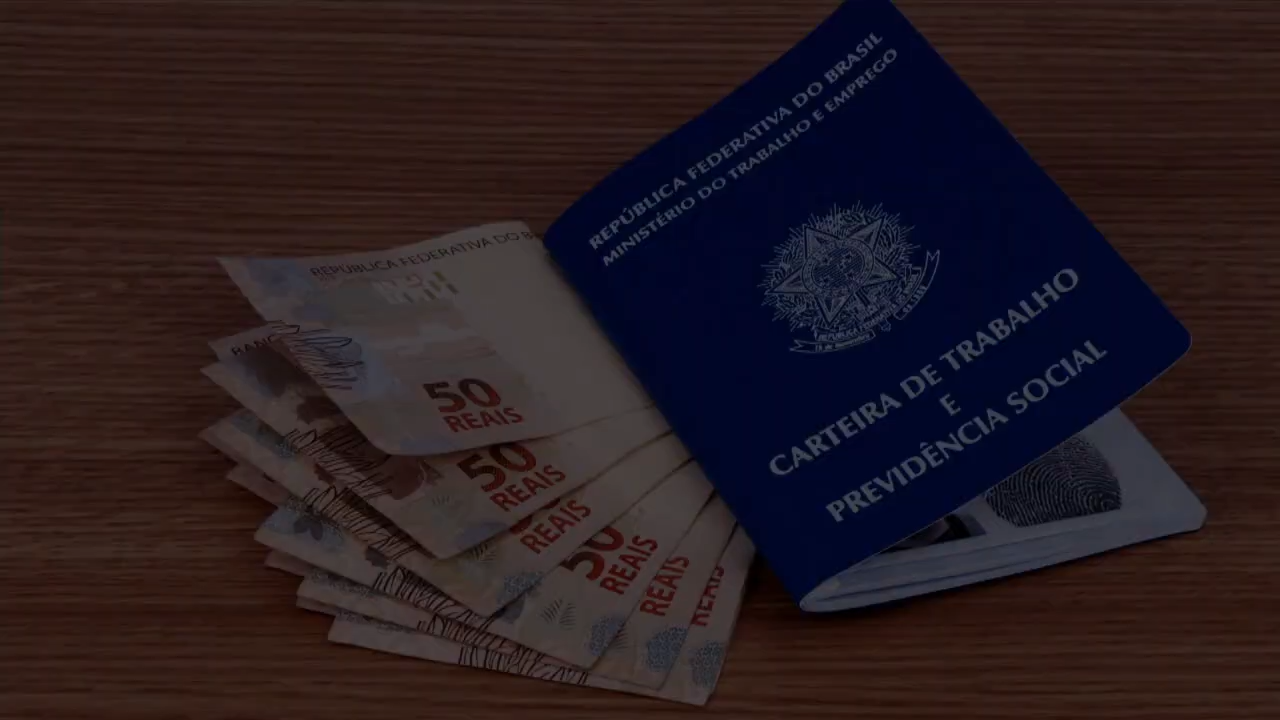 REPÚBLICA FEDERATIVA DO BRASIL
MINISTÉRIO DO TRABALHO E EMPREGO
CARTEIRA DE TRABALHO
E
PREVIDÊNCIA SOCIAL
REPÚBLICA FEDERATIVA DO B
50
REAIS
50
REAIS
REAIS
50
REAIS
REAIS
REAIS